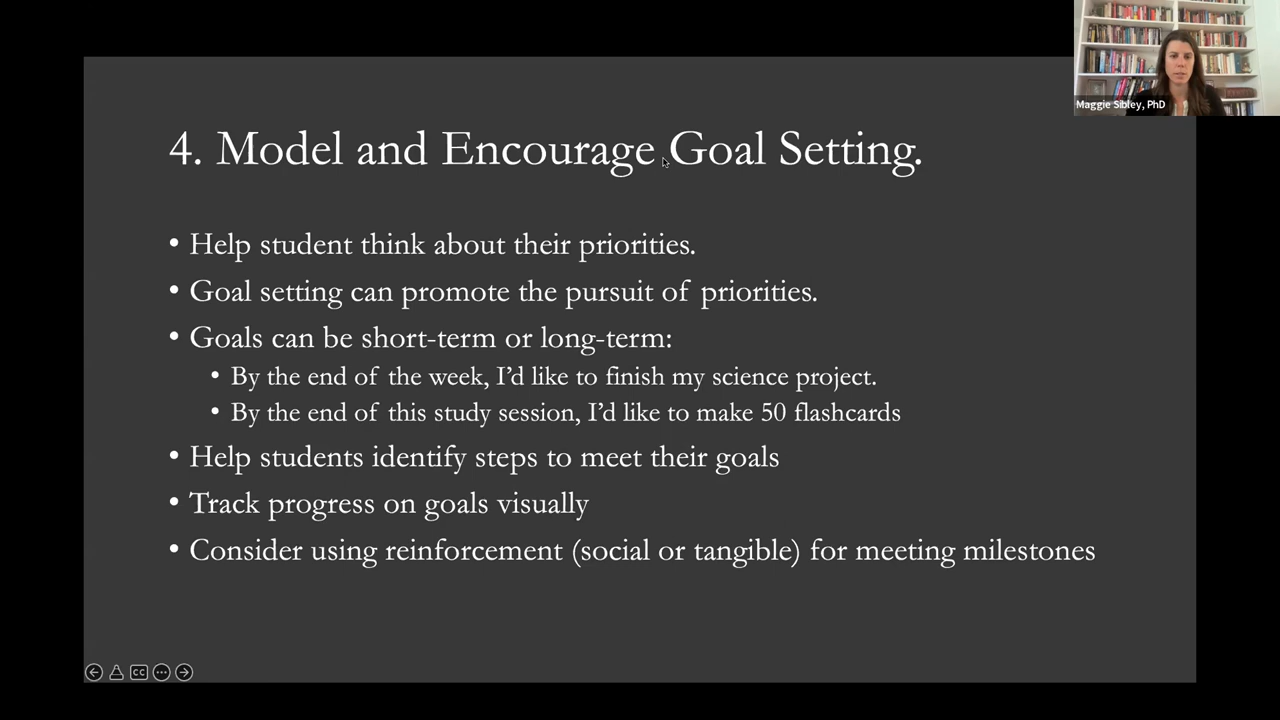 Maggie Sibley, PhD
4. Model and Encourage Goal Setting.
• Help student think about their priorities.
• Goal setting can promote the pursuit of priorities.
• Goals can be short-term or long-term:
• By the end of the week, I’d like to finish my science project.
• By the end of this study session, I’d like to make 50 flashcards
• Help students identify steps to meet their goals
• Track progress on goals visually
• Consider using reinforcement (social or tangible) for meeting milestones
CC